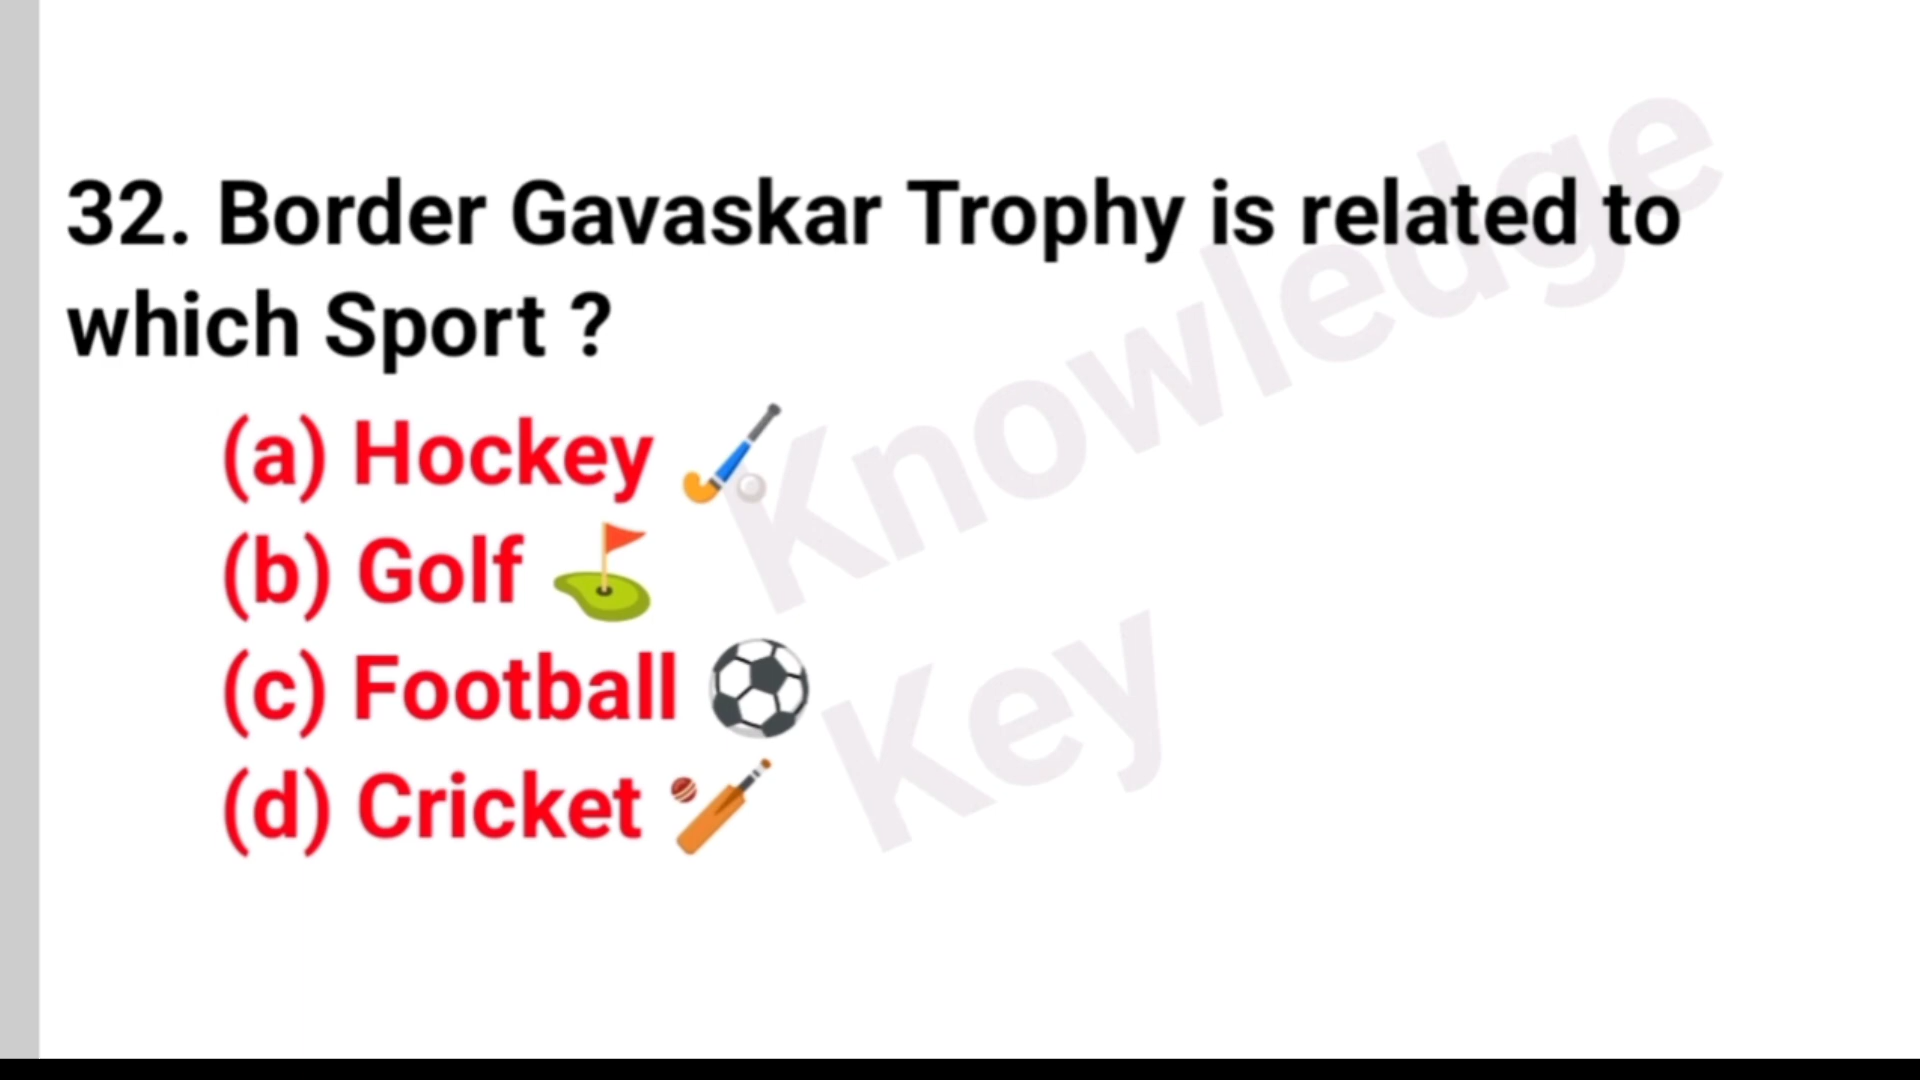 32. Border Gavaskar Trophy is related to
which Sport ?
(a) Hockey 🏑
(b) Golf ⛳
(c) Football ⚽
(d) Cricket 🏏
Knowledge
Key